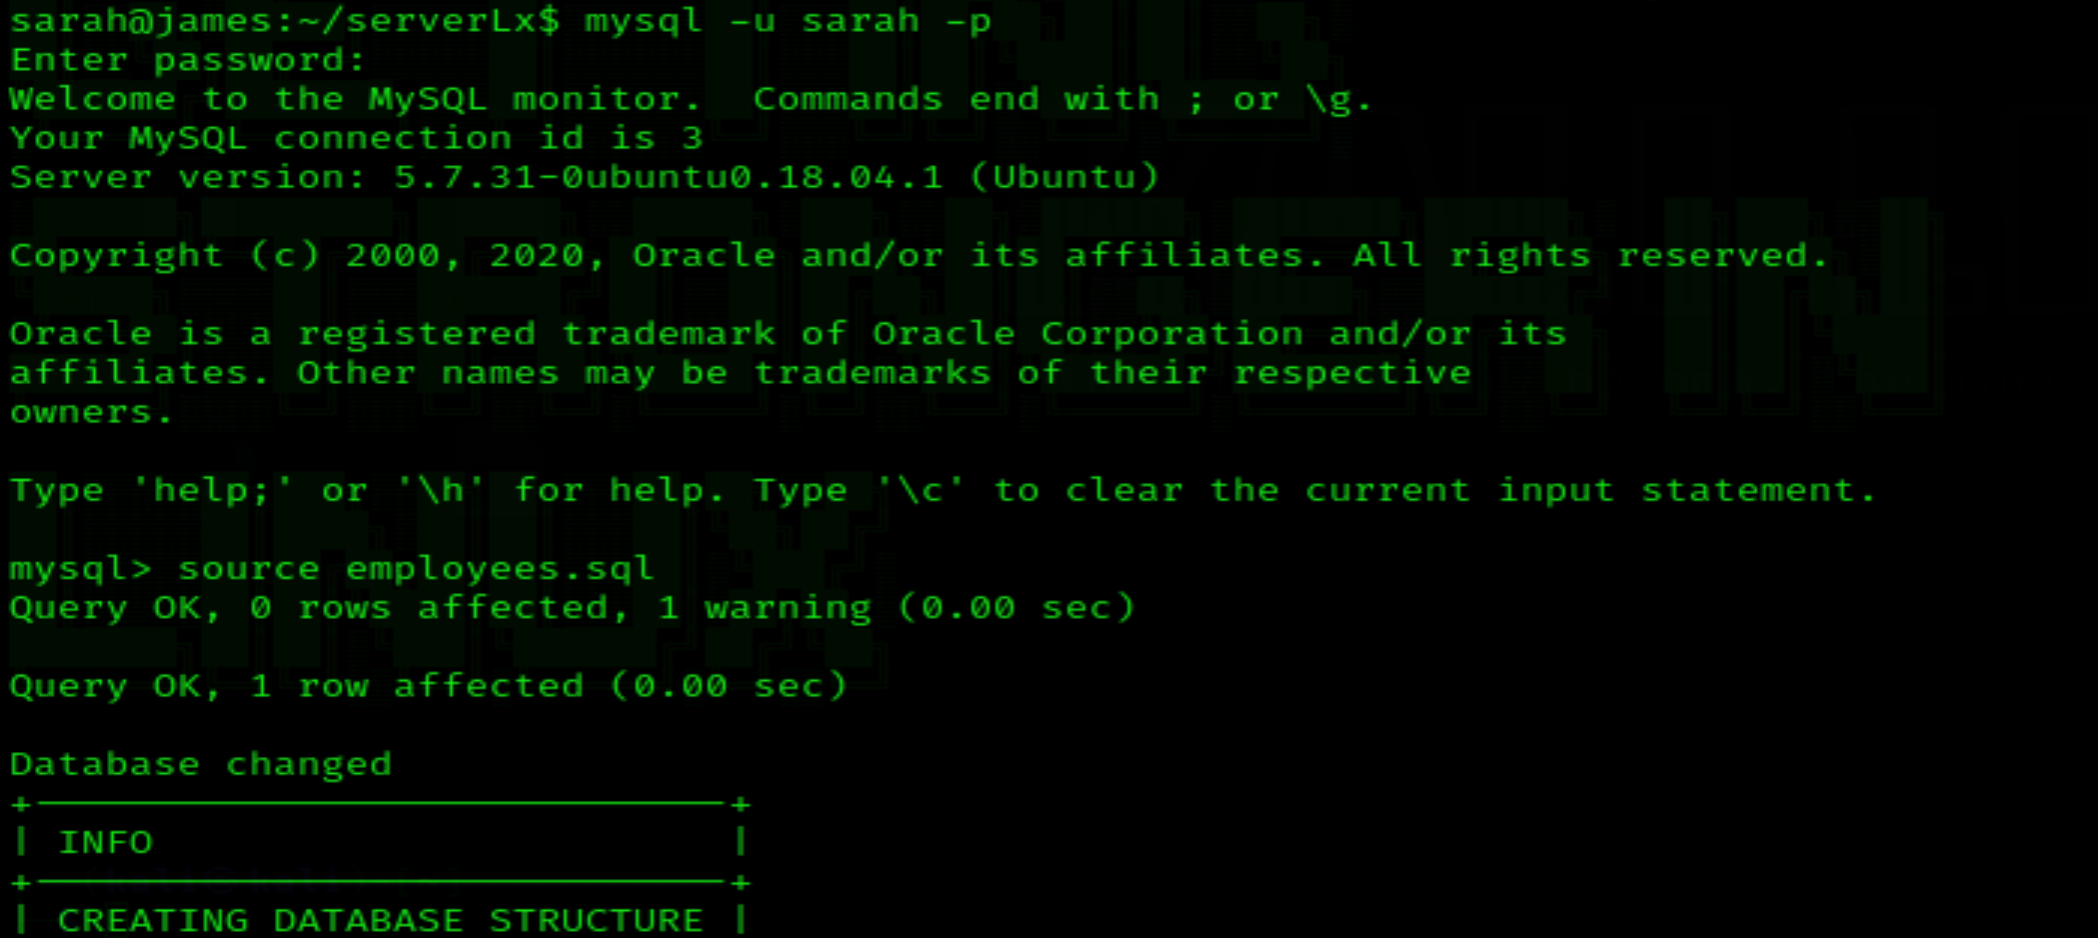 sarah@james:~/serverLx$ mysql -u sarah -p
Enter password:
Welcome to the MySQL monitor.  Commands end with ; or \g.
Your MySQL connection id is 3
Server version: 5.7.31-0ubuntu0.18.04.1 (Ubuntu)
Copyright (c) 2000, 2020, Oracle and/or its affiliates. All rights reserved.
Oracle is a registered trademark of Oracle Corporation and/or its
affiliates. Other names may be trademarks of their respective
owners.
Type 'help;' or '\h' for help. Type '\c' to clear the current input statement.
mysql> source employees.sql
Query OK, 0 rows affected, 1 warning (0.00 sec)
Query OK, 1 row affected (0.00 sec)
Database changed
+-----------------------------+
| INFO                        |
+-----------------------------+
| CREATING DATABASE STRUCTURE |